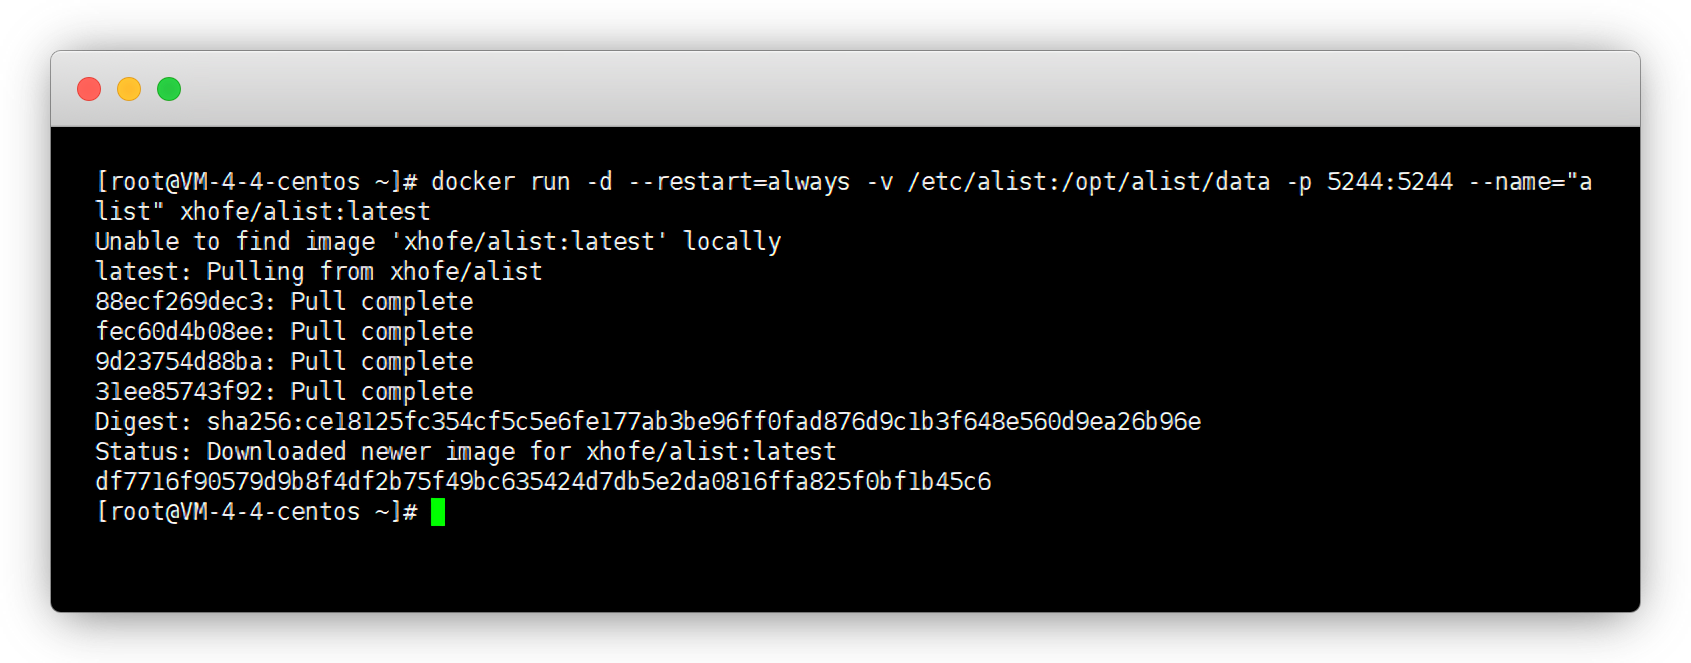 [root@VM-4-4-centos ~]# docker run -d --restart=always -v /etc/alist:/opt/alist/data -p 5244:5244 --name="a
list" xhofe/alist:latest
Unable to find image 'xhofe/alist:latest' locally
latest: Pulling from xhofe/alist
88ecf269dec3: Pull complete
fec60d4b08ee: Pull complete
9d23754d88ba: Pull complete
31ee85743f92: Pull complete
Digest: sha256:ce18125fc354cf5c5e6fe177ab3be96ff0fad876d9c1b3f648e560d9ea26b96e
Status: Downloaded newer image for xhofe/alist:latest
df7716f90579d9b8f4df2b75f49bc635424d7db5e2da0816ffa825f0bf1b45c6
[root@VM-4-4-centos ~]#